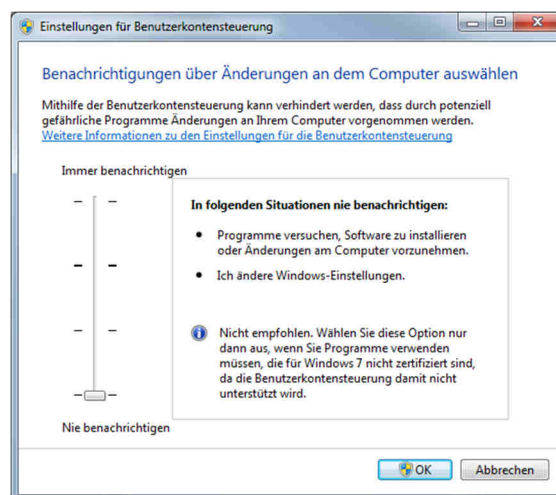 Einstellungen für Benutzerkontensteuerung
Benachrichtigungen über Änderungen an dem Computer auswählen
Mithilfe der Benutzerkontensteuerung kann verhindert werden, dass durch potenziell
gefährliche Programme Änderungen an Ihrem Computer vorgenommen werden.
Weitere Informationen zu den Einstellungen für die Benutzerkontensteuerung
Immer benachrichtigen
In folgenden Situationen nie benachrichtigen:
• Programme versuchen, Software zu installieren
oder Änderungen am Computer vorzunehmen.
• Ich ändere Windows-Einstellungen.
Nicht empfohlen. Wählen Sie diese Option nur
dann aus, wenn Sie Programme verwenden
müssen, die für Windows 7 nicht zertifiziert sind,
da die Benutzerkontensteuerung damit nicht
unterstützt wird.
Nie benachrichtigen
OK
Abbrechen